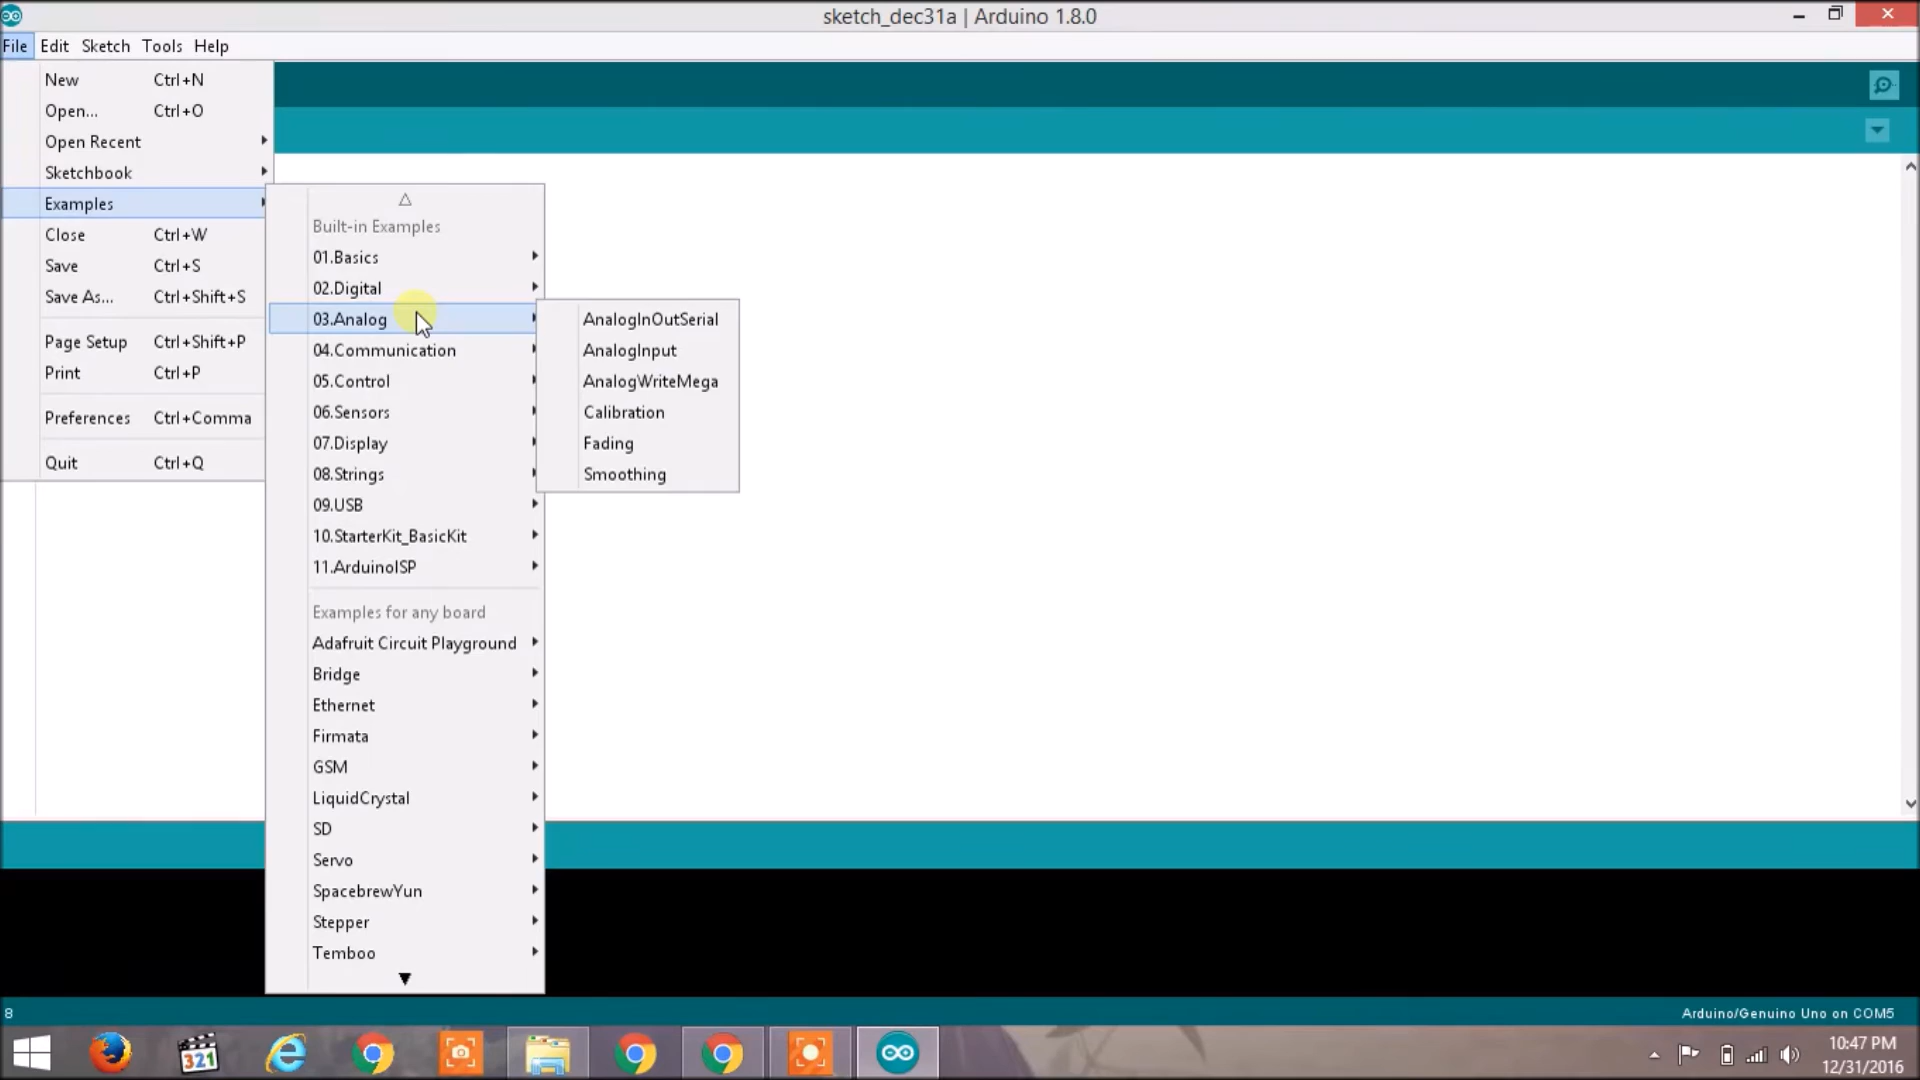 sketch_dec31a | Arduino 1.8.0
File Edit Sketch Tools Help
New Ctrl+N
Open... Ctrl+O
Open Recent
Sketchbook
Examples
Close Ctrl+W
Save Ctrl+S
Save As... Ctrl+Shift+S
Page Setup Ctrl+Shift+P
Print Ctrl+P
Preferences Ctrl+Comma
Quit Ctrl+Q
Built-in Examples
01.Basics
02.Digital
03.Analog
04.Communication
05.Control
06.Sensors
07.Display
08.Strings
09.USB
10.StarterKit_BasicKit
11.ArduinoISP
Examples for any board
Adafruit Circuit Playground
Bridge
Ethernet
Firmata
GSM
LiquidCrystal
SD
Servo
SpacebrewYun
Stepper
Temboo
AnalogInOutSerial
AnalogInput
AnalogWriteMega
Calibration
Fading
Smoothing
8
Arduino/Genuino Uno on COM5
321
10:47 PM
12/31/2016